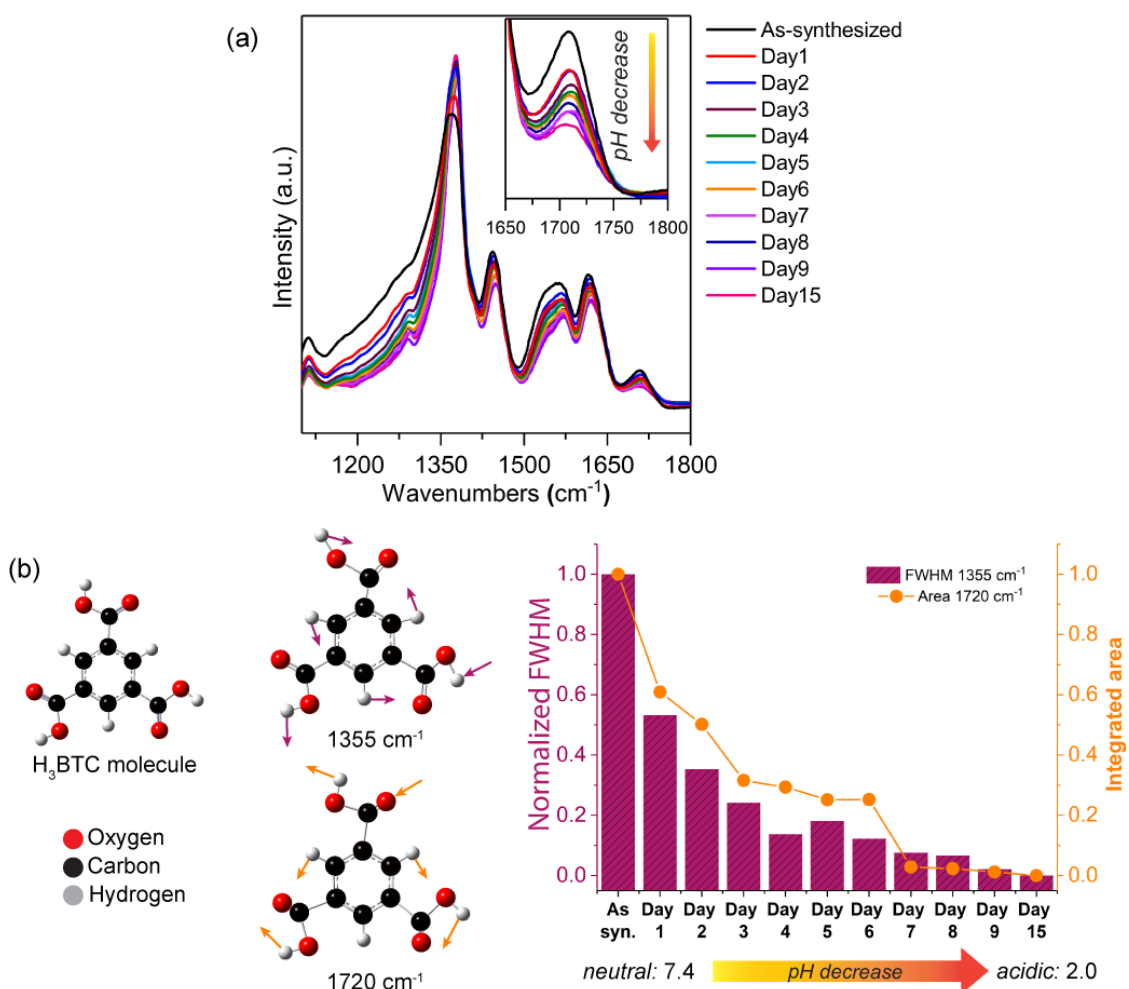 (a)
As-synthesized
Day1
Day2
Day3
Day4
Day5
Day6
Day7
Day8
Day9
Day15
pH decrease
1650 1700 1750 1800
Intensity (a.u.)
1200 1350 1500 1650 1800
Wavenumbers (cm⁻¹)
(b)
H₃BTC molecule
Oxygen
Carbon
Hydrogen
1355 cm⁻¹
1720 cm⁻¹
FWHM 1355 cm⁻¹
Area 1720 cm⁻¹
Normalized FWHM
1.0
0.8
0.6
0.4
0.2
0.0
1.0
0.8
0.6
0.4
0.2
0.0
Integrated area
As Day Day Day Day Day Day Day Day Day Day
syn. 1 2 3 4 5 6 7 8 9 15
neutral: 7.4 pH decrease acidic: 2.0